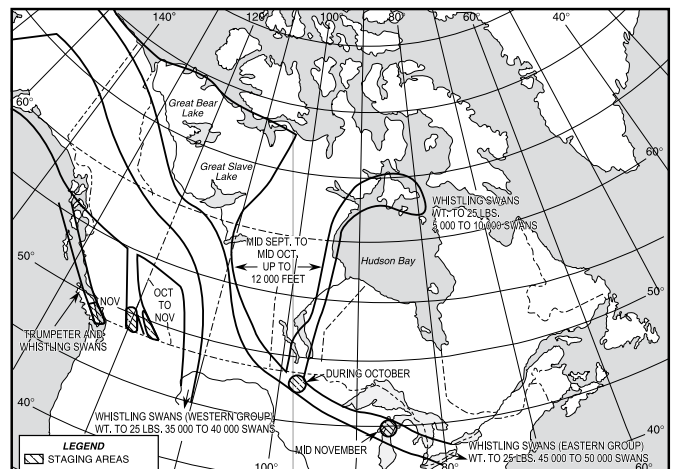 140°
120°
100°
80°
60°
40°
60°
Great Bear
Lake
Great Slave
Lake
60°
WHISTLING SWANS
WT. TO 25 LBS.
5 000 TO 10 000 SWANS
MID SEPT. TO
MID OCT.
UP TO
12 000 FEET
Hudson Bay
50°
50°
NOV
OCT
TO
NOV
TRUMPETER AND
WHISTLING SWANS
DURING OCTOBER
40°
WHISTLING SWANS (WESTERN GROUP)
WT. TO 25 LBS. 35 000 TO 40 000 SWANS
40°
MID NOVEMBER
WHISTLING SWANS (EASTERN GROUP)
WT. TO 25 LBS. 45 000 TO 50 000 SWANS
LEGEND
STAGING AREAS
100°
80°
60°